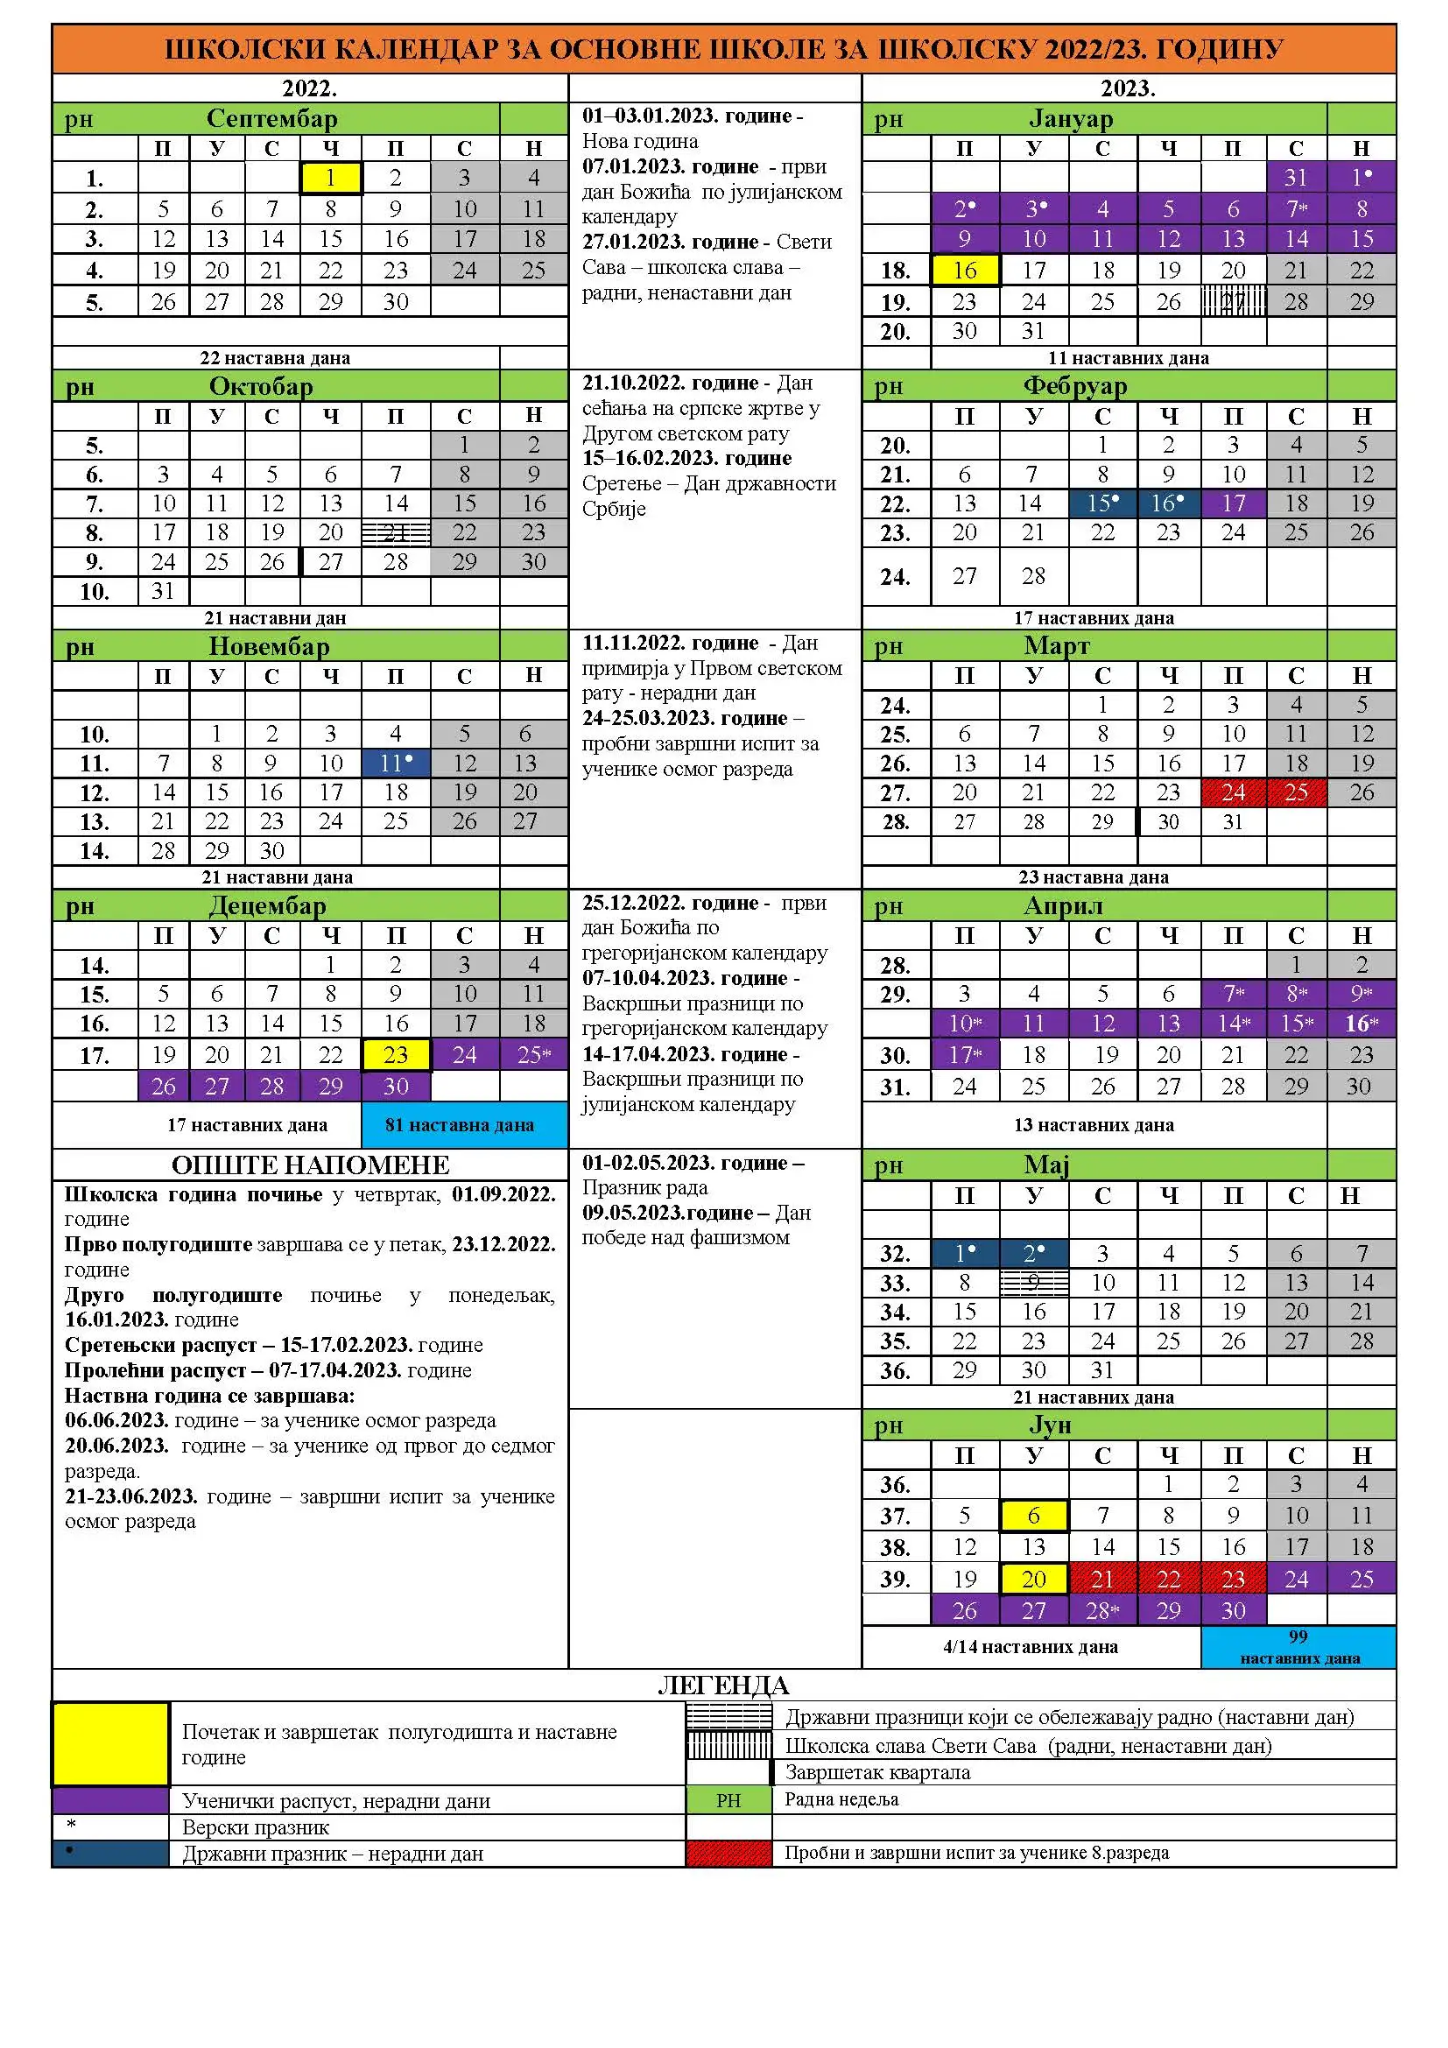 ШКОЛСКИ КАЛЕНДАР ЗА ОСНОВНЕ ШКОЛЕ ЗА ШКОЛСКУ 2022/23. ГОДИНУ
2022.
рн Септембар
П У С Ч П С Н
1. 1 2 3 4
2. 5 6 7 8 9 10 11
3. 12 13 14 15 16 17 18
4. 19 20 21 22 23 24 25
5. 26 27 28 29 30
22 наставна дана
рн Октобар
П У С Ч П С Н
5. 1 2
6. 3 4 5 6 7 8 9
7. 10 11 12 13 14 15 16
8. 17 18 19 20 21 22 23
9. 24 25 26 27 28 29 30
10. 31
21 наставни дан
рн Новембар
П У С Ч П С Н
10. 1 2 3 4 5 6
11. 7 8 9 10 11• 12 13
12. 14 15 16 17 18 19 20
13. 21 22 23 24 25 26 27
14. 28 29 30
21 наставни дана
рн Децембар
П У С Ч П С Н
14. 1 2 3 4
15. 5 6 7 8 9 10 11
16. 12 13 14 15 16 17 18
17. 19 20 21 22 23 24 25*
26 27 28 29 30
17 наставних дана 81 наставна дана
ОПШТЕ НАПОМЕНЕ
Школска година почиње у четвртак, 01.09.2022.
године
Прво полугодиште завршава се у петак, 23.12.2022.
године
Друго полугодиште почиње у понедељак,
16.01.2023. године
Сретењски распуст – 15-17.02.2023. године
Пролећни распуст – 07-17.04.2023. године
Наствна година се завршава:
06.06.2023. године – за ученике осмог разреда
20.06.2023. године – за ученике од првог до седмог
разреда.
21-23.06.2023. године – завршни испит за ученике
осмог разреда
01–03.01.2023. године -
Нова година
07.01.2023. године - први
дан Божића по јулијанском
календару
27.01.2023. године - Свети
Сава – школска слава –
радни, ненаставни дан
21.10.2022. године - Дан
сећања на српске жртве у
Другом светском рату
15–16.02.2023. године
Сретење – Дан државности
Србије
11.11.2022. године - Дан
примирја у Првом светском
рату - нерадни дан
24-25.03.2023. године –
пробни завршни испит за
ученике осмог разреда
25.12.2022. године - први
дан Божића по
грегоријанском календару
07-10.04.2023. године -
Васкршњи празници по
грегоријанском календару
14-17.04.2023. године -
Васкршњи празници по
јулијанском календару
01-02.05.2023. године –
Празник рада
09.05.2023.године – Дан
победе над фашизмом
2023.
рн Јануар
П У С Ч П С Н
31 1•
2• 3• 4 5 6 7* 8
9 10 11 12 13 14 15
18. 16 17 18 19 20 21 22
19. 23 24 25 26 27 28 29
20. 30 31
11 наставних дана
рн Фебруар
П У С Ч П С Н
20. 1 2 3 4 5
21. 6 7 8 9 10 11 12
22. 13 14 15• 16• 17 18 19
23. 20 21 22 23 24 25 26
24. 27 28
17 наставних дана
рн Март
П У С Ч П С Н
24. 1 2 3 4 5
25. 6 7 8 9 10 11 12
26. 13 14 15 16 17 18 19
27. 20 21 22 23 24 25 26
28. 27 28 29 30 31
23 наставна дана
рн Април
П У С Ч П С Н
28. 1 2
29. 3 4 5 6 7* 8* 9*
10* 11 12 13 14* 15* 16*
30. 17* 18 19 20 21 22 23
31. 24 25 26 27 28 29 30
13 наставних дана
рн Мај
П У С Ч П С Н
32. 1• 2• 3 4 5 6 7
33. 8 9 10 11 12 13 14
34. 15 16 17 18 19 20 21
35. 22 23 24 25 26 27 28
36. 29 30 31
21 наставних дана
рн Јун
П У С Ч П С Н
36. 1 2 3 4
37. 5 6 7 8 9 10 11
38. 12 13 14 15 16 17 18
39. 19 20 21 22 23 24 25
26 27 28* 29 30
4/14 наставних дана 99
наставних дана
ЛЕГЕНДА
Почетак и завршетак полугодишта и наставне
године
Ученички распуст, нерадни дани
* Верски празник
• Државни празник – нерадни дан
Државни празници који се обележавају радно (наставни дан)
Школска слава Свети Сава (радни, ненаставни дан)
Завршетак квартала
РН Радна недеља
Пробни и завршни испит за ученике 8.разреда